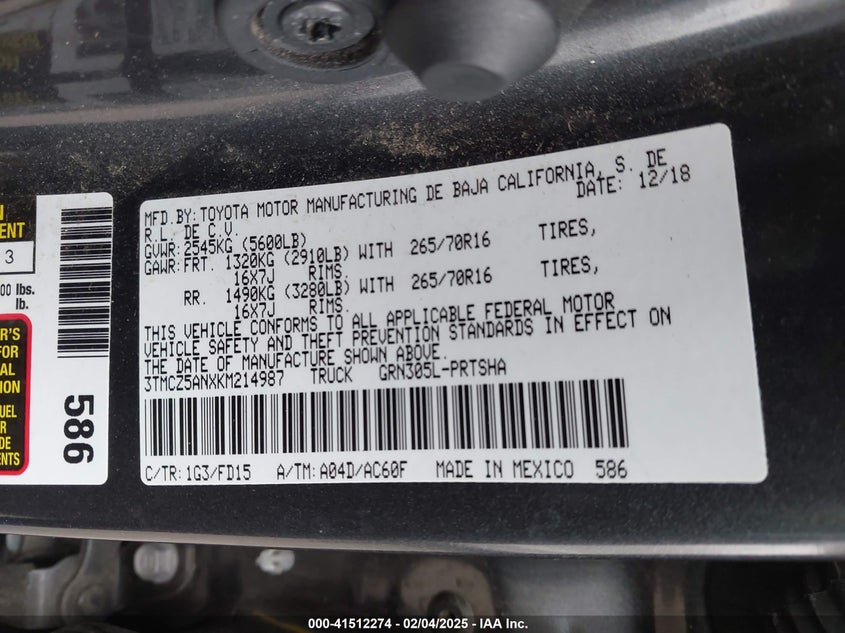 MFD.BY:TOYOTA MOTOR MANUFACTURING DE BAJA CALIFORNIA, S. DE
R.L. DE C.V. DATE: 12/18
GVWR:2545KG (5600LB)
GAWR:FRT. 1320KG (2910LB) WITH 265/70R16 TIRES,
16X7J RIMS.
RR. 1490KG (3280LB) WITH 265/70R16 TIRES,
16X7J RIMS.
THIS VEHICLE CONFORMS TO ALL APPLICABLE FEDERAL MOTOR
VEHICLE SAFETY AND THEFT PREVENTION STANDARDS IN EFFECT ON
THE DATE OF MANUFACTURE SHOWN ABOVE.
3TMCZ5ANXKM214987 TRUCK GRN305L-PRTSHA
C/TR:1G3/FD15 A/TM:A04D/AC60F MADE IN MEXICO 586
3
00 lbs.
lb.
586
000-41512274 — 02/04/2025 — IAA Inc.